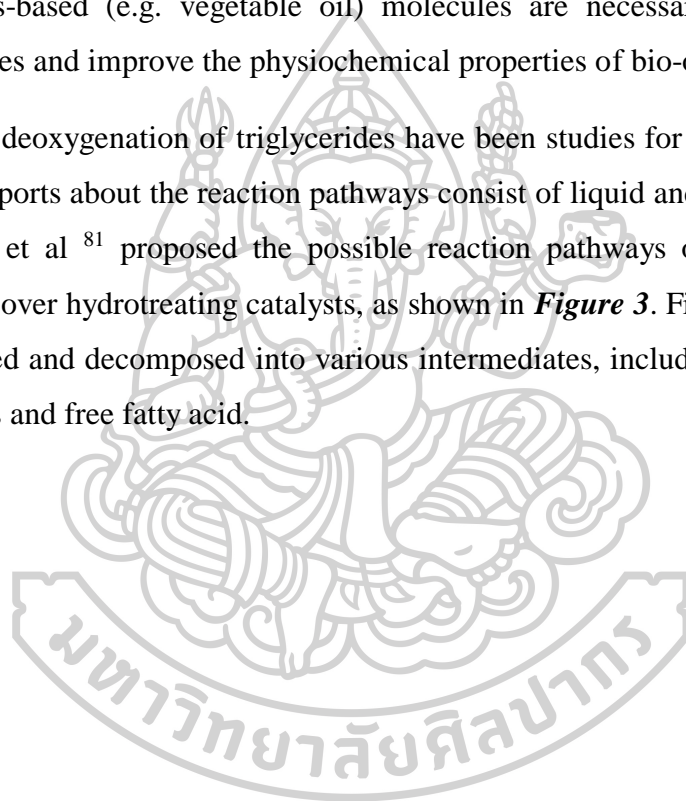 s-based (e.g. vegetable oil) molecules are necessar
es and improve the physiochemical properties of bio-o
deoxygenation of triglycerides have been studies for
ports about the reaction pathways consist of liquid and
et al 81 proposed the possible reaction pathways o
over hydrotreating catalysts, as shown in Figure 3. Fi
ed and decomposed into various intermediates, includ
s and free fatty acid.
มหาวิทยาลัยศิลปากร